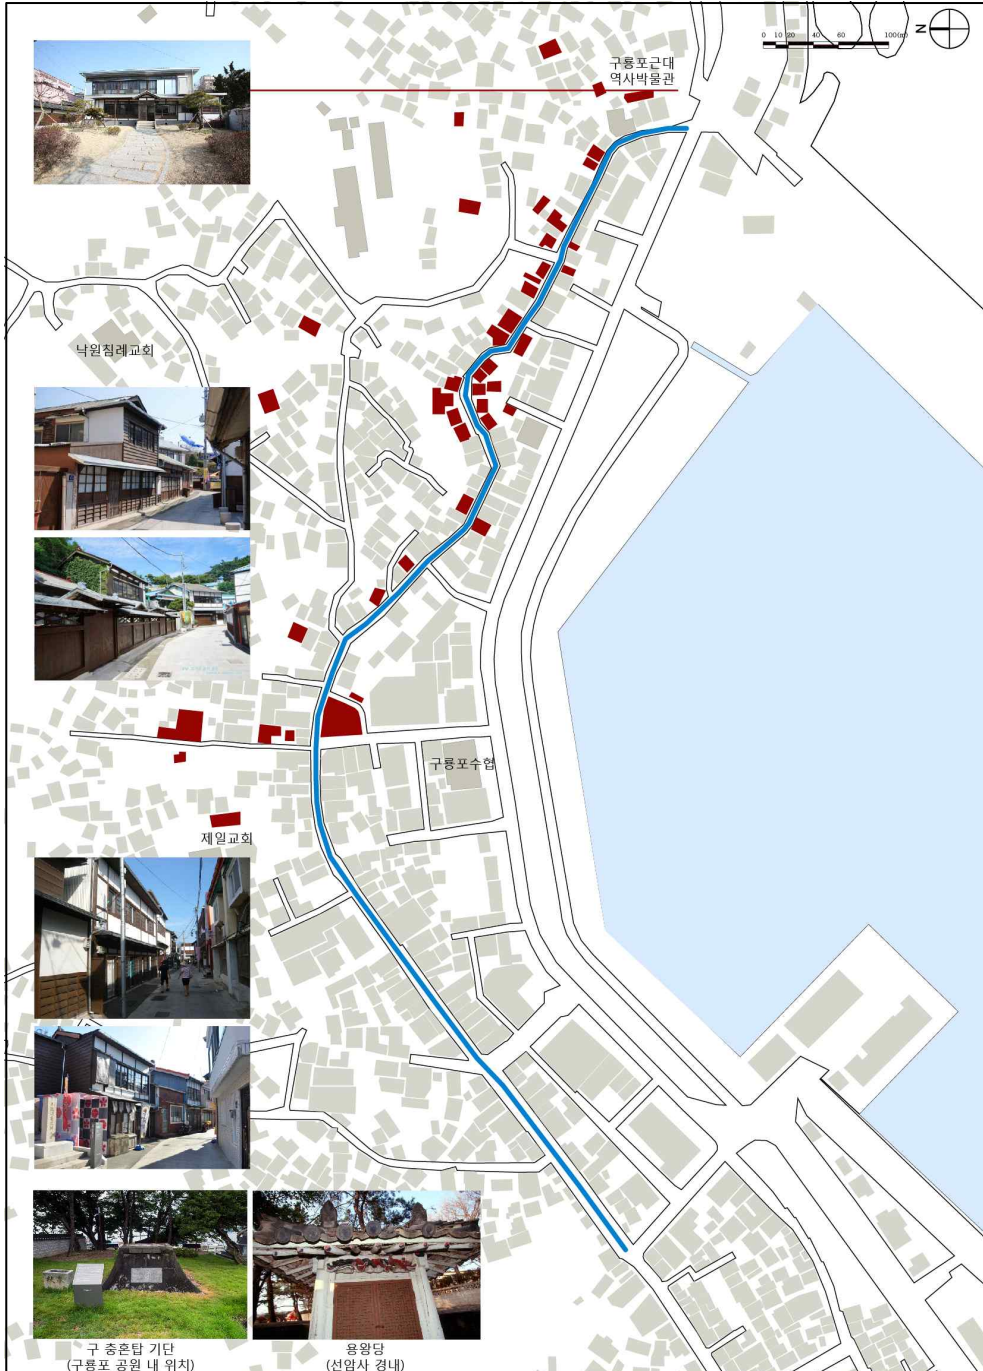 0 10 20 40 60 100(m)
N
구룡포근대
역사박물관
낙원침례교회
구룡포수협
제일교회
구 충혼탑 기단
(구룡포 공원 내 위치)
용왕당
(선암사 경내)